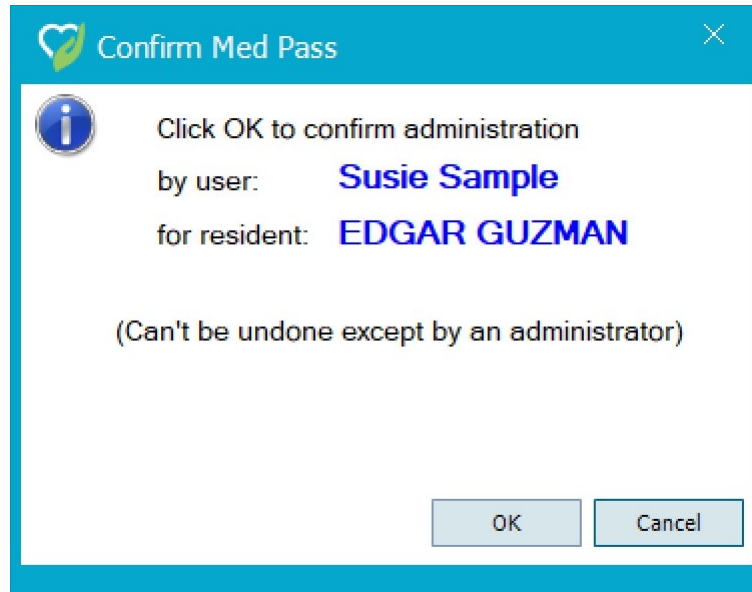 Confirm Med Pass
Click OK to confirm administration
by user: Susie Sample
for resident: EDGAR GUZMAN
(Can't be undone except by an administrator)
OK Cancel